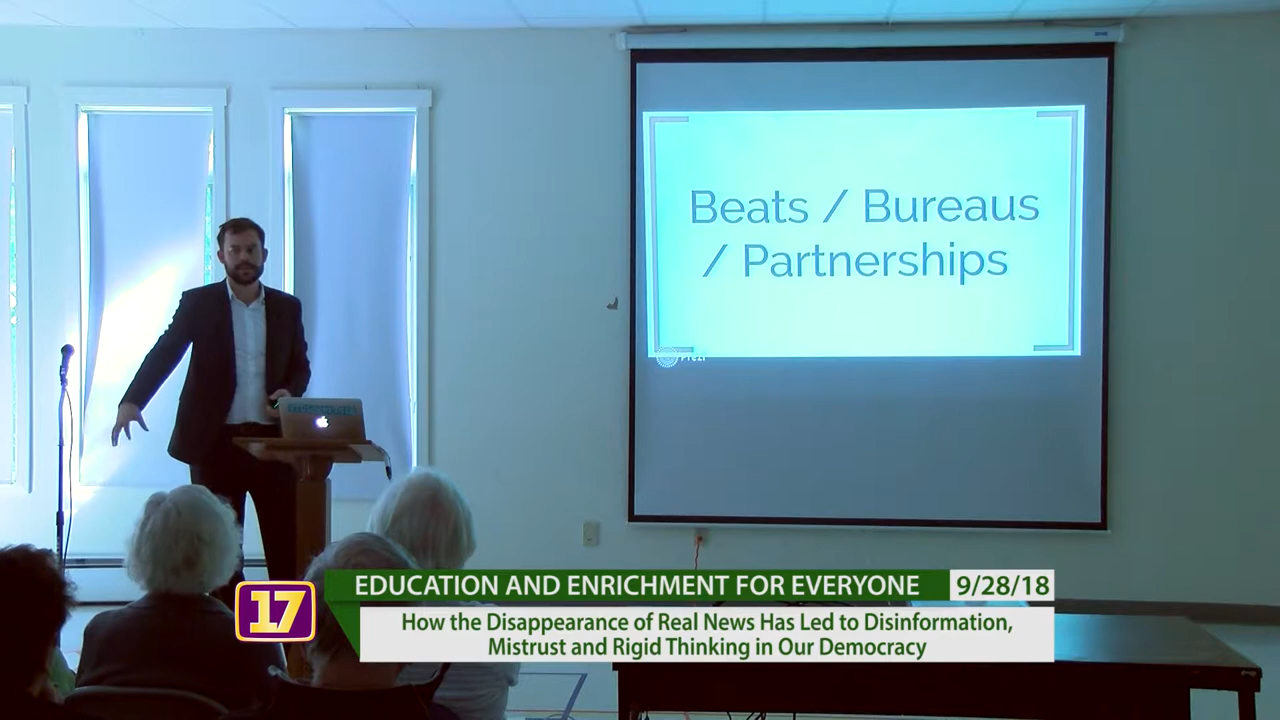 Beats / Bureaus
/ Partnerships
Prezi
17
EDUCATION AND ENRICHMENT FOR EVERYONE 9/28/18
How the Disappearance of Real News Has Led to Disinformation,
Mistrust and Rigid Thinking in Our Democracy